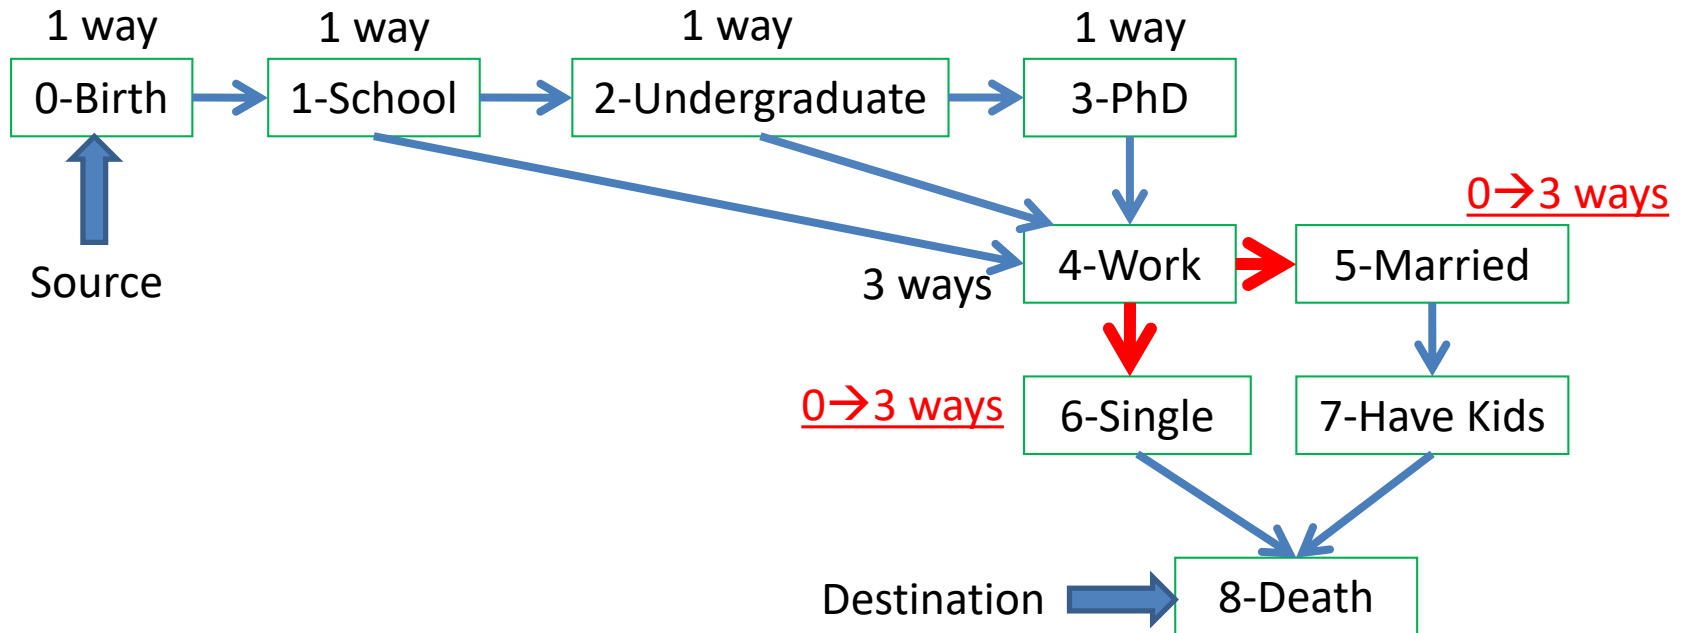 1 way
1 way
1 way
1 way
0-Birth
1-School
2-Undergraduate
3-PhD
0→3 ways
Source
3 ways
4-Work
5-Married
0→3 ways
6-Single
7-Have Kids
Destination
8-Death